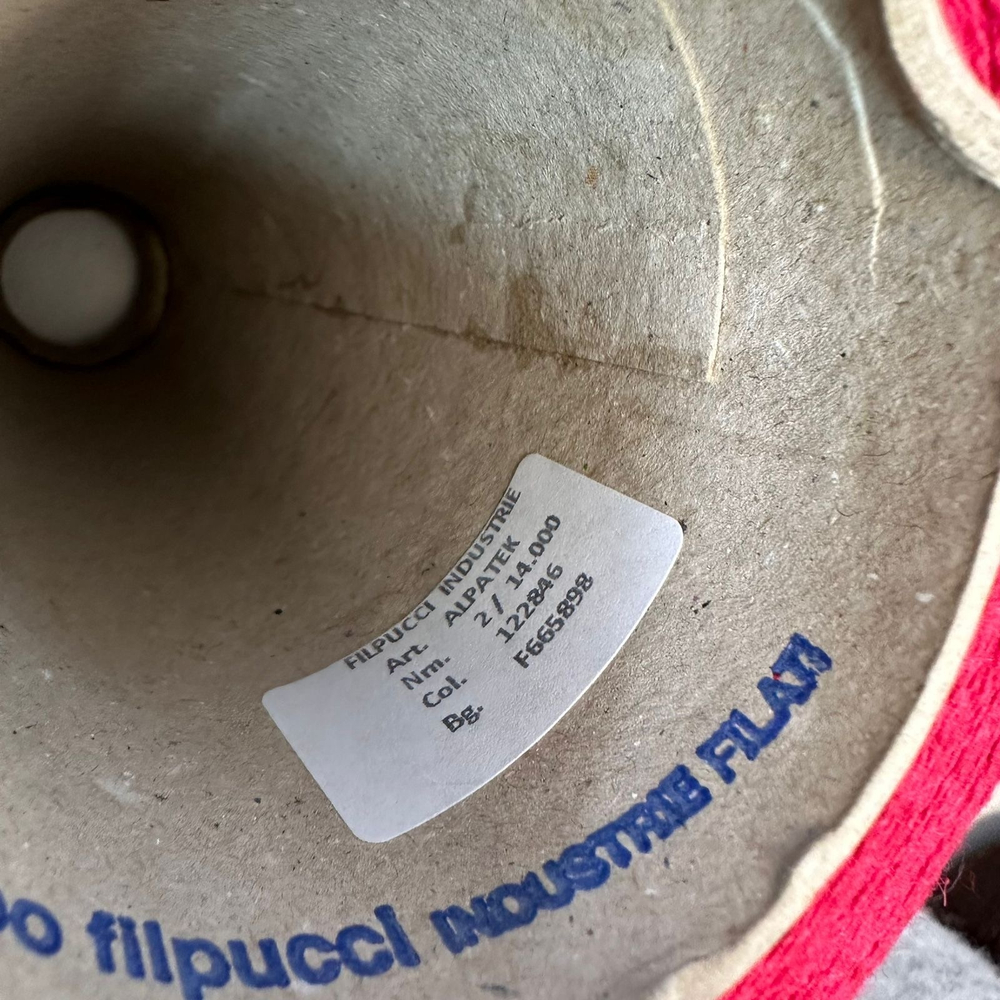 FILPUCCI INDUSTRIE
Art. ALPATEK
Nm. 2 / 14.000
Col. 122846
Bg. F665898
filpucci INDUSTRIE FILATI